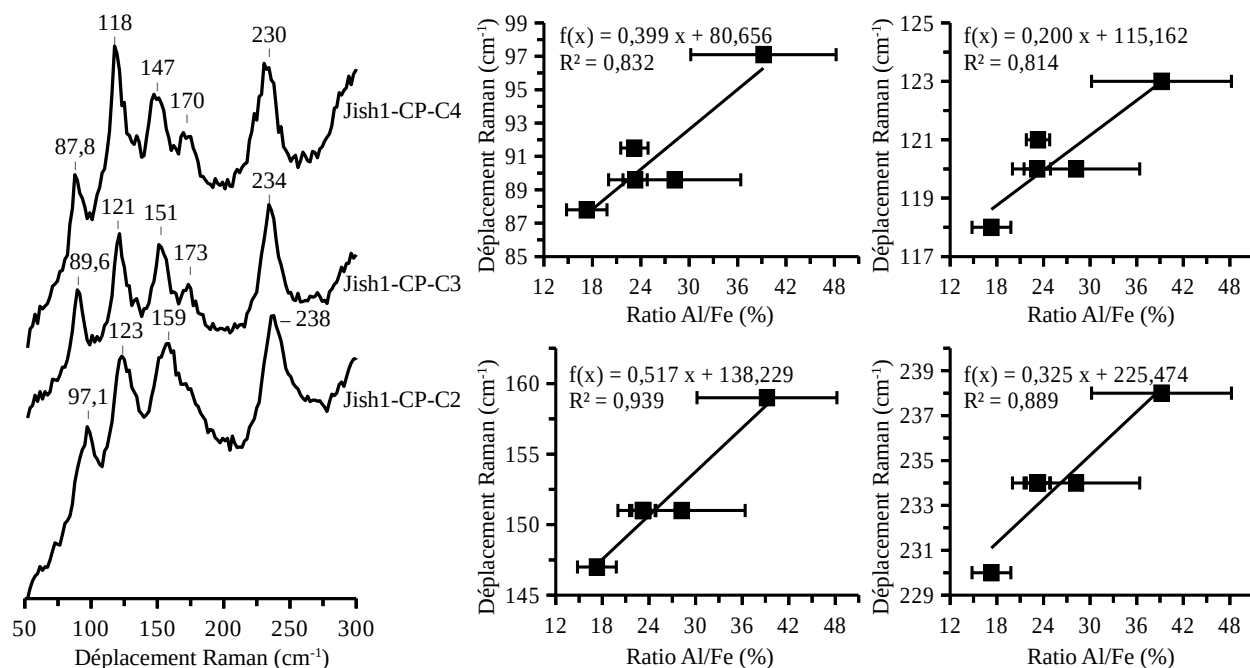 118
147
170
230
Jish1-CP-C4
87,8
121
151
173
234
Jish1-CP-C3
89,6
123
159
238
Jish1-CP-C2
97,1
50 100 150 200 250 300
Déplacement Raman (cm-1)
Déplacement Raman (cm-1)
99
97
95
93
91
89
87
85
f(x) = 0,399 x + 80,656
R² = 0,832
12 18 24 30 36 42 48
Ratio Al/Fe (%)
Déplacement Raman (cm-1)
125
123
121
119
117
f(x) = 0,200 x + 115,162
R² = 0,814
12 18 24 30 36 42 48
Ratio Al/Fe (%)
Déplacement Raman (cm-1)
160
155
150
145
f(x) = 0,517 x + 138,229
R² = 0,939
12 18 24 30 36 42 48
Ratio Al/Fe (%)
Déplacement Raman (cm-1)
239
237
235
233
231
229
f(x) = 0,325 x + 225,474
R² = 0,889
12 18 24 30 36 42 48
Ratio Al/Fe (%)